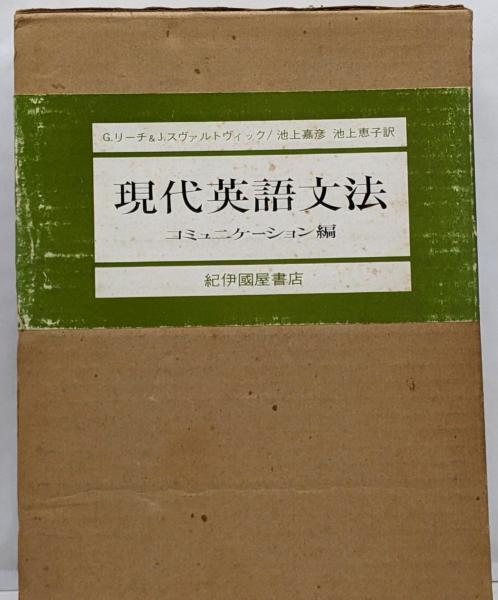 G.リーチ&J.スヴァルトヴィック/池上嘉彦 池上恵子訳
現代英語文法
コミュニケーション編
紀伊國屋書店